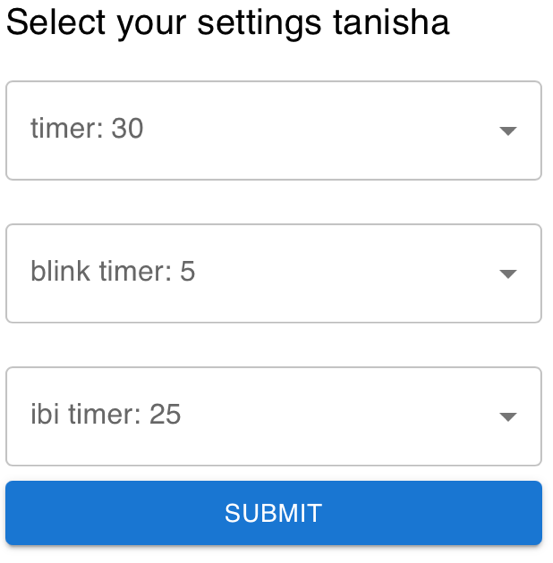 Select your settings tanisha
timer: 30
blink timer: 5
ibi timer: 25
SUBMIT